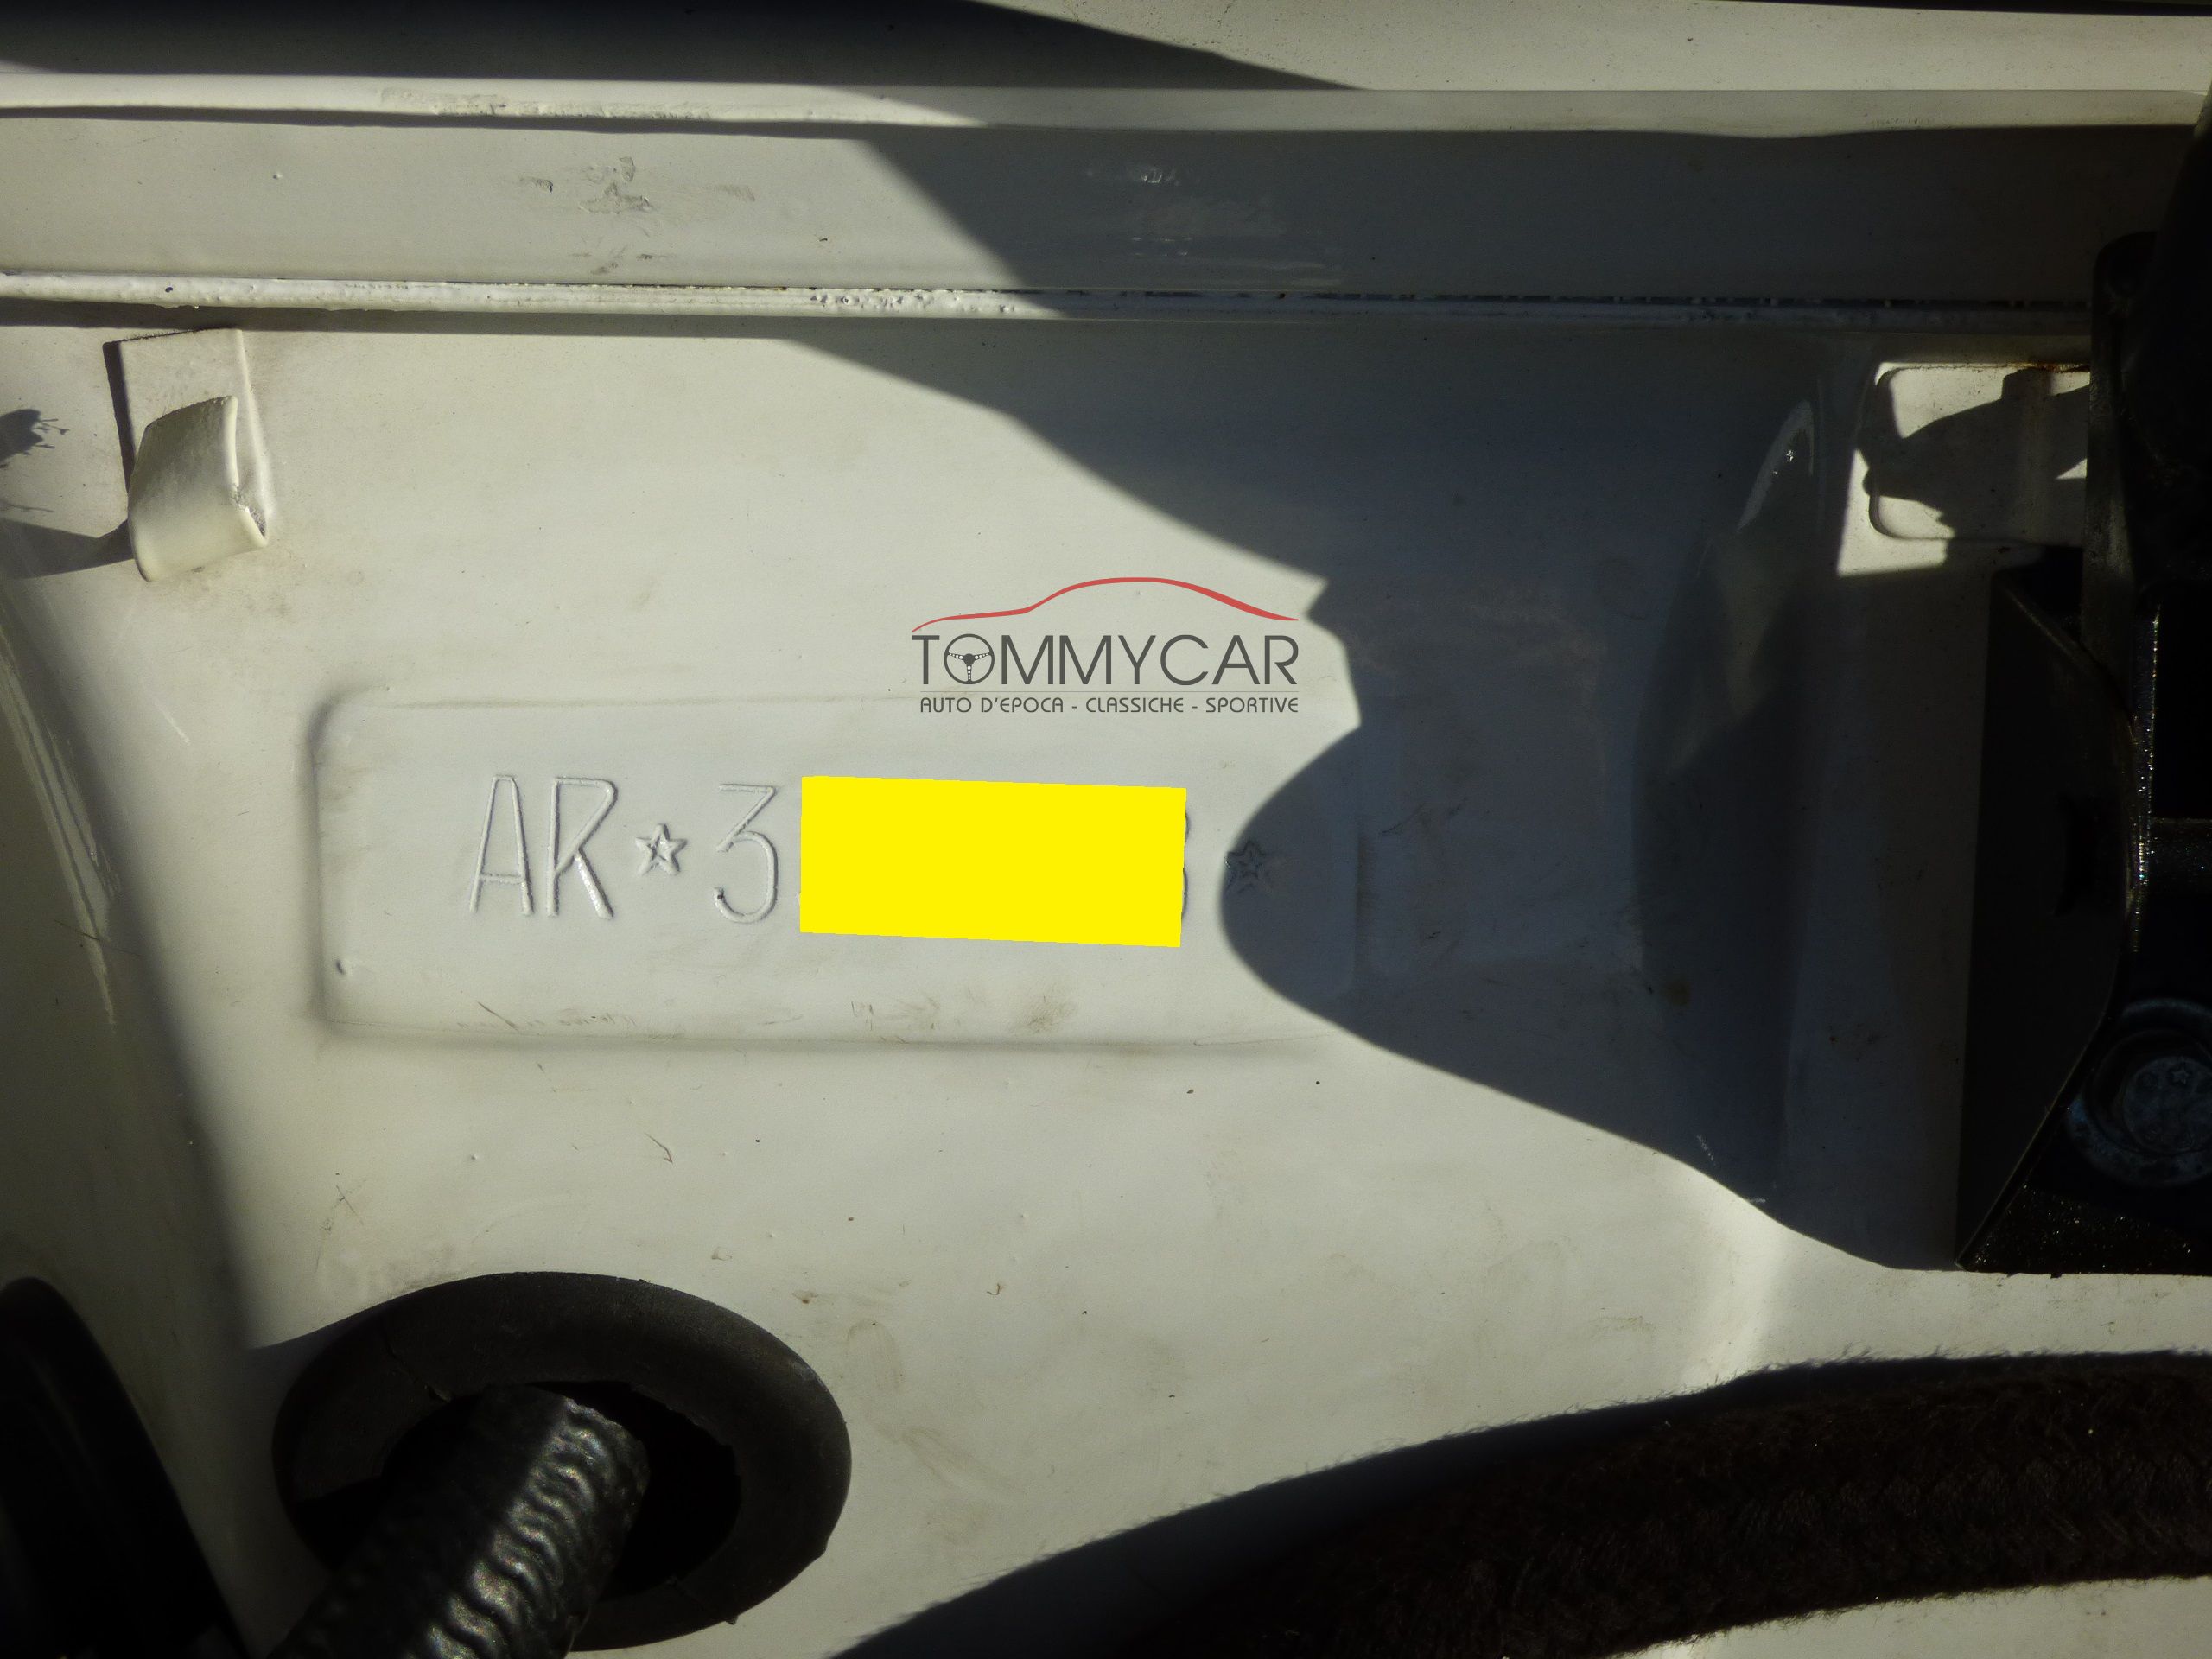 TOMMYCAR
AUTO D'EPOCA - CLASSICHE - SPORTIVE
AR★3